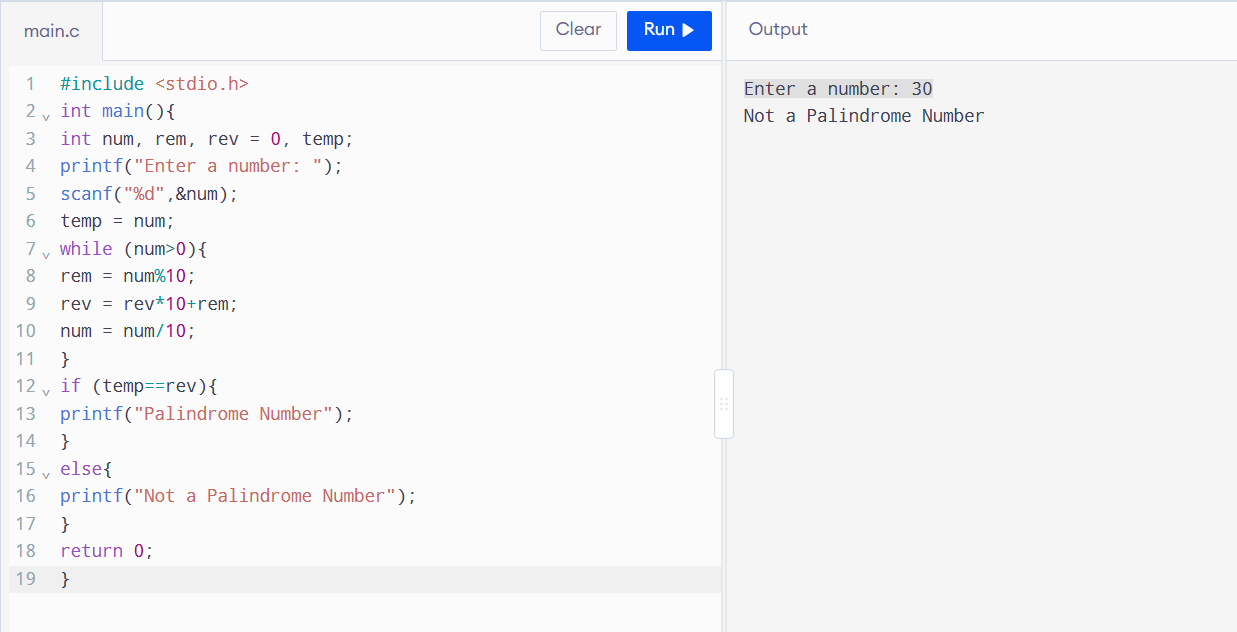 main.c
Clear
Run
Output
1 #include <stdio.h>
2 int main(){
3 int num, rem, rev = 0, temp;
4 printf("Enter a number: ");
5 scanf("%d",&num);
6 temp = num;
7 while (num>0){
8 rem = num%10;
9 rev = rev*10+rem;
10 num = num/10;
11 }
12 if (temp==rev){
13 printf("Palindrome Number");
14 }
15 else{
16 printf("Not a Palindrome Number");
17 }
18 return 0;
19 }
Enter a number: 30
Not a Palindrome Number